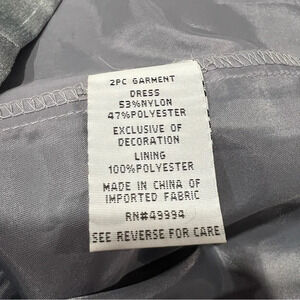 2PC GARMENT
DRESS
53%NYLON
47%POLYESTER
EXCLUSIVE OF
DECORATION
LINING
100%POLYESTER
MADE IN CHINA OF
IMPORTED FABRIC
RN#49994
SEE REVERSE FOR CARE